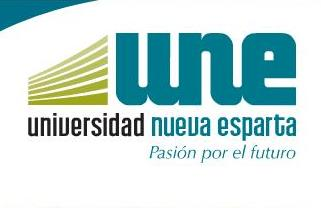 une
universidad nueva esparta
Pasión por el futuro